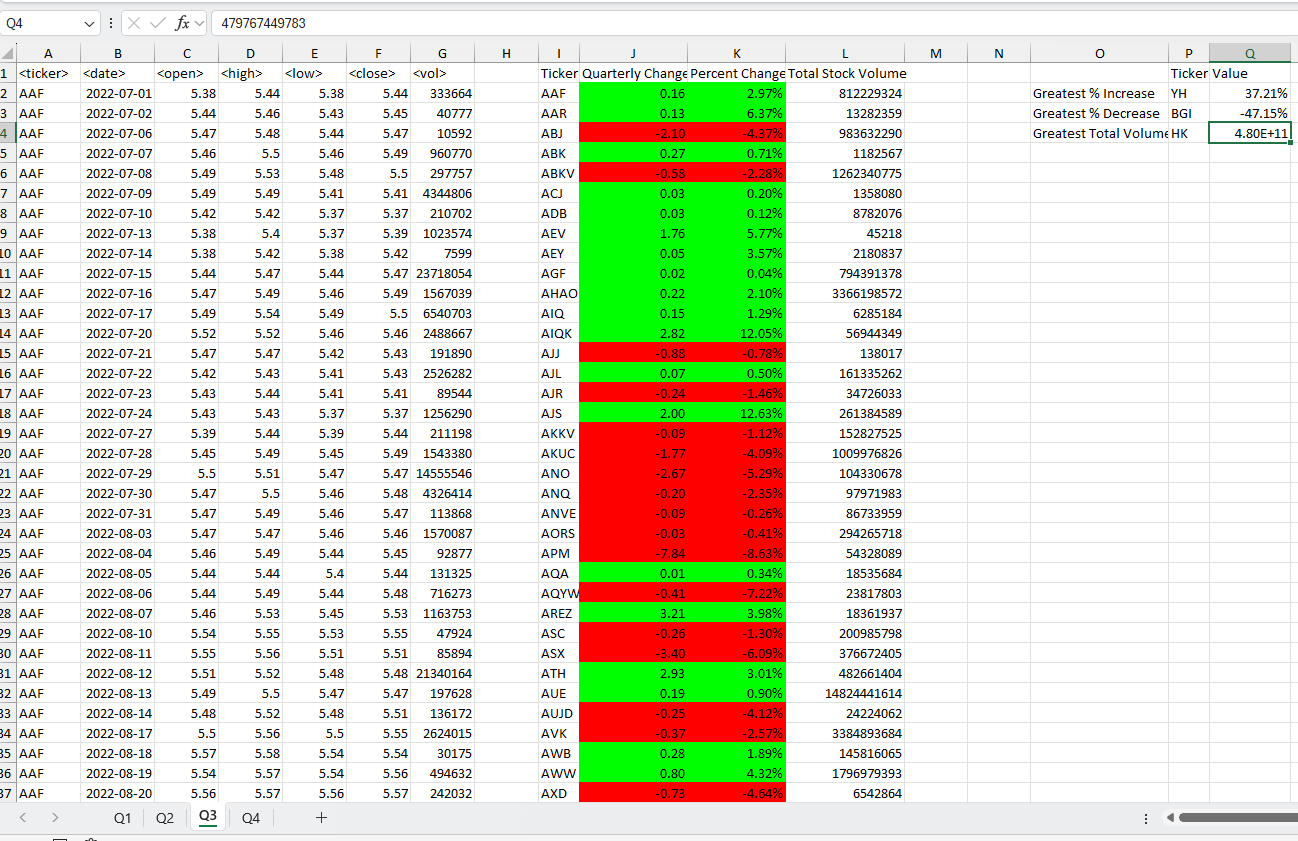 Q4 fx 479767449783
A B C D E F G H I J K L M N O P Q
1 <ticker> <date> <open> <high> <low> <close> <vol> Ticker Quarterly Change Percent Change Total Stock Volume Ticker Value
2 AAF 2022-07-01 5.38 5.44 5.38 5.44 333664 AAF 0.16 2.97% 812229324 Greatest % Increase YH 37.21%
3 AAF 2022-07-02 5.44 5.46 5.43 5.45 40777 AAR 0.13 6.37% 13282359 Greatest % Decrease BGI -47.15%
4 AAF 2022-07-06 5.47 5.48 5.44 5.47 10592 ABJ -2.10 -4.37% 983632290 Greatest Total Volume HK 4.80E+11
5 AAF 2022-07-07 5.46 5.5 5.46 5.49 960770 ABK 0.27 0.71% 1182567
6 AAF 2022-07-08 5.49 5.53 5.48 5.5 297757 ABKV -0.58 -2.28% 1262340775
7 AAF 2022-07-09 5.49 5.49 5.41 5.41 4344806 ACJ 0.03 0.20% 1358080
8 AAF 2022-07-10 5.42 5.42 5.37 5.37 210702 ADB 0.03 0.12% 8782076
9 AAF 2022-07-13 5.38 5.4 5.37 5.39 1023574 AEV 1.76 5.77% 45218
10 AAF 2022-07-14 5.38 5.42 5.38 5.42 7599 AEY 0.05 3.57% 2180837
11 AAF 2022-07-15 5.44 5.47 5.44 5.47 23718054 AGF 0.02 0.04% 794391378
12 AAF 2022-07-16 5.47 5.49 5.46 5.49 1567039 AHAO 0.22 2.10% 3366198572
13 AAF 2022-07-17 5.49 5.54 5.49 5.5 6540703 AIQ 0.15 1.29% 6285184
14 AAF 2022-07-20 5.52 5.52 5.46 5.46 2488667 AIQK 2.82 12.05% 56944349
15 AAF 2022-07-21 5.47 5.47 5.42 5.43 191890 AJJ -0.88 -0.78% 138017
16 AAF 2022-07-22 5.42 5.43 5.41 5.43 2526282 AJL 0.07 0.50% 161335262
17 AAF 2022-07-23 5.43 5.44 5.41 5.41 89544 AJR -0.24 -1.46% 34726033
18 AAF 2022-07-24 5.43 5.43 5.37 5.37 1256290 AJS 2.00 12.63% 261384589
19 AAF 2022-07-27 5.39 5.44 5.39 5.44 211198 AKKV -0.09 -1.12% 152827525
20 AAF 2022-07-28 5.45 5.49 5.45 5.49 1543380 AKUC -1.77 -4.09% 1009976826
21 AAF 2022-07-29 5.5 5.51 5.47 5.47 14555546 ANO -2.67 -5.29% 104330678
22 AAF 2022-07-30 5.47 5.5 5.46 5.48 4326414 ANQ -0.20 -2.35% 97971983
23 AAF 2022-07-31 5.47 5.49 5.46 5.47 113868 ANVE -0.09 -0.26% 86733959
24 AAF 2022-08-03 5.47 5.47 5.46 5.46 1570087 AORS -0.03 -0.41% 294265718
25 AAF 2022-08-04 5.46 5.49 5.44 5.45 92877 APM -7.84 -8.63% 54328089
26 AAF 2022-08-05 5.44 5.44 5.4 5.44 131325 AQA 0.01 0.34% 18535684
27 AAF 2022-08-06 5.44 5.49 5.44 5.48 716273 AQYW -0.41 -7.22% 23817803
28 AAF 2022-08-07 5.46 5.53 5.45 5.53 1163753 AREZ 3.21 3.98% 18361937
29 AAF 2022-08-10 5.54 5.55 5.53 5.55 47924 ASC -0.26 -1.30% 200985798
30 AAF 2022-08-11 5.55 5.56 5.51 5.51 85894 ASX -3.40 -6.09% 376672405
31 AAF 2022-08-12 5.51 5.52 5.48 5.48 21340164 ATH 2.93 3.01% 482661404
32 AAF 2022-08-13 5.49 5.5 5.47 5.47 197628 AUE 0.19 0.90% 14824441614
33 AAF 2022-08-14 5.48 5.52 5.48 5.51 136172 AUJD -0.25 -4.12% 24224062
34 AAF 2022-08-17 5.5 5.56 5.5 5.55 2624015 AVK -0.37 -2.57% 3384893684
35 AAF 2022-08-18 5.57 5.58 5.54 5.54 30175 AWB 0.28 1.89% 145816065
36 AAF 2022-08-19 5.54 5.57 5.54 5.56 494632 AWW 0.80 4.32% 1796979393
37 AAF 2022-08-20 5.56 5.57 5.56 5.57 242032 AXD -0.73 -4.64% 6542864
Q1 Q2 Q3 Q4